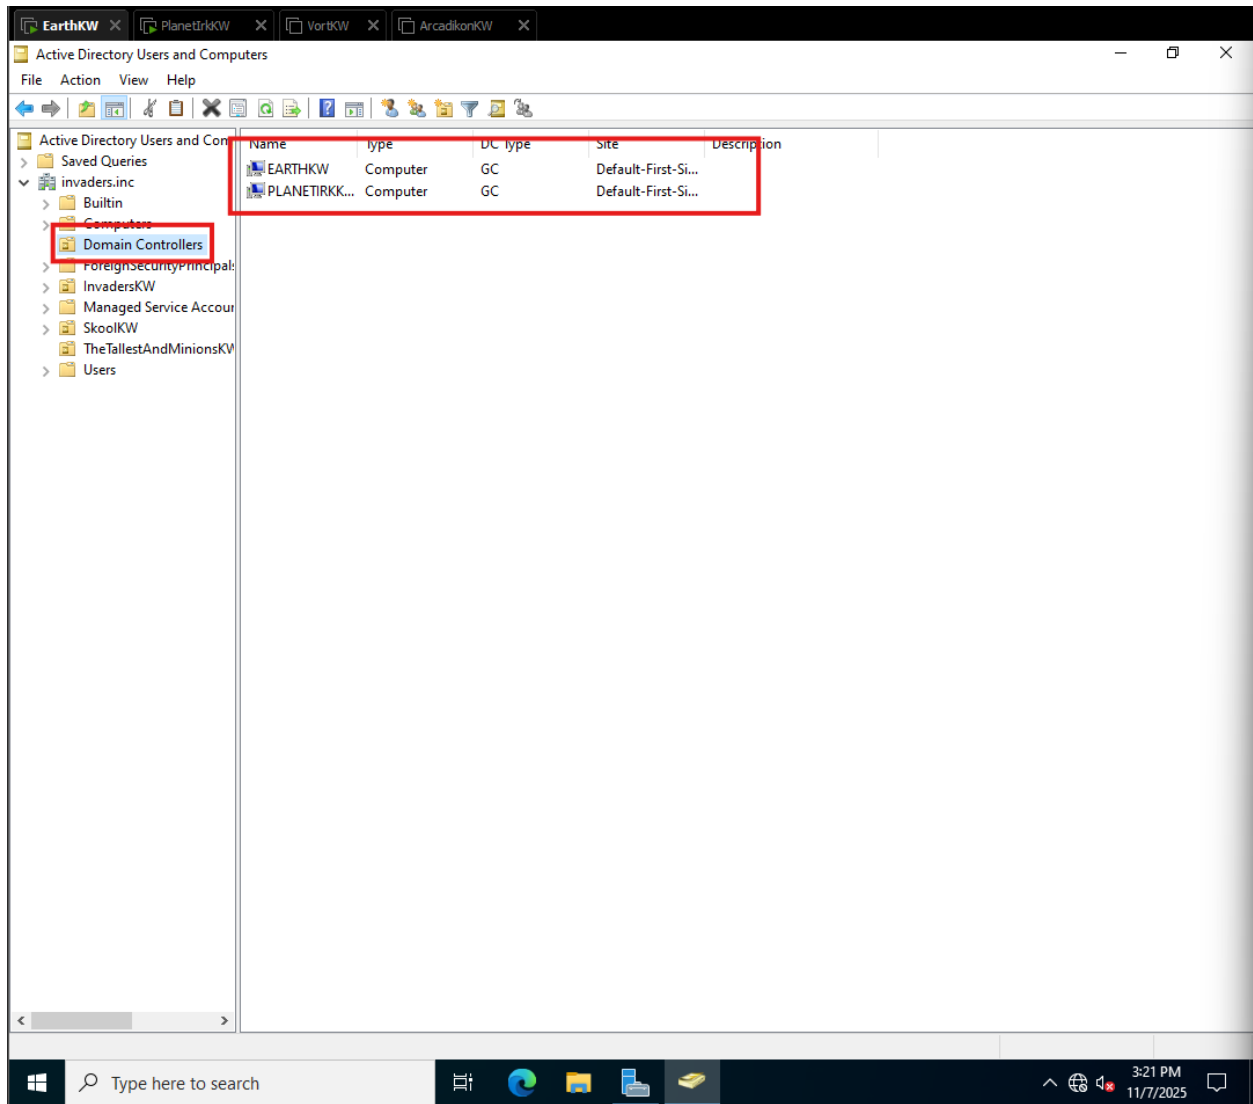 EarthKW PlanetIrkKW VortKW ArcadikonKW
Active Directory Users and Computers
File Action View Help
Active Directory Users and Com
Saved Queries
invaders.inc
Builtin
Computers
Domain Controllers
ForeignSecurityPrincipals
InvadersKW
Managed Service Accour
SkoolKW
TheTallestAndMinionsKW
Users
Name Type DC Type Site Description
EARTHKW Computer GC Default-First-Si...
PLANETIRKK... Computer GC Default-First-Si...
Type here to search
3:21 PM
11/7/2025